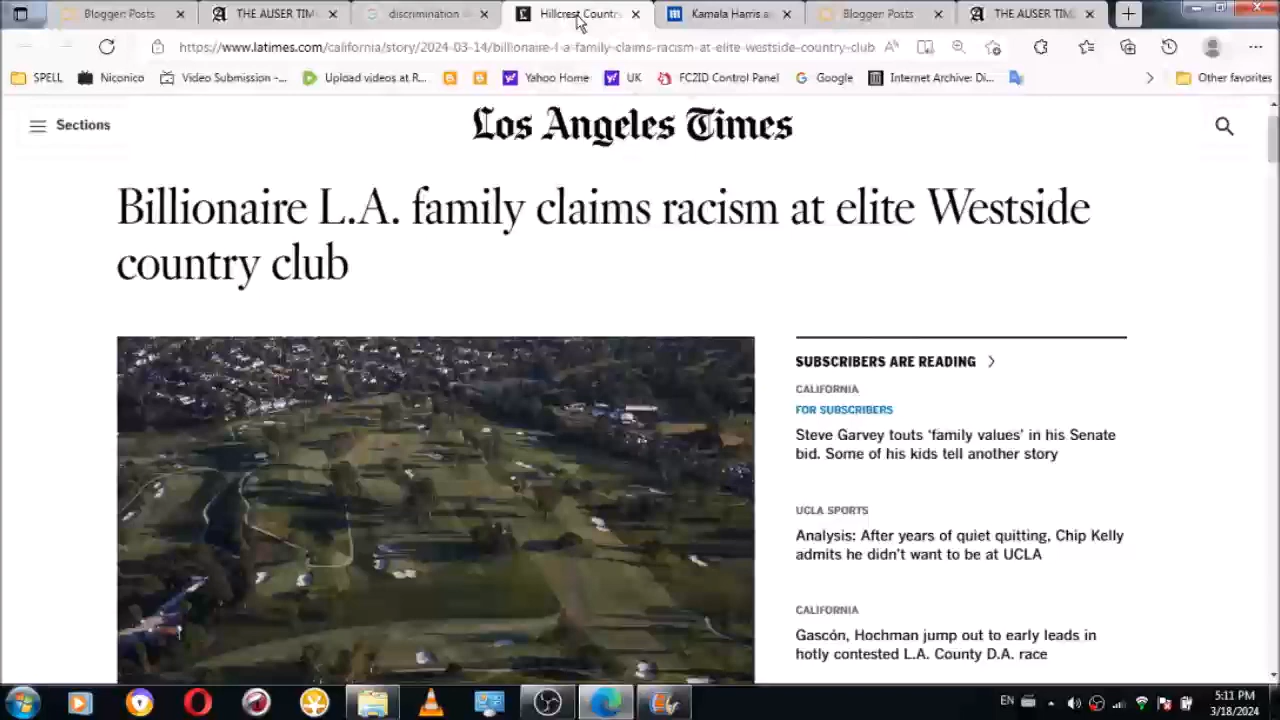 Blogger: Posts
THE AUSER TIM
discrimination
Hillcrest Countr
Kamala Harris a
Blogger: Posts
THE AUSER TIM
https://www.latimes.com/california/story/2024-03-14/billionaire-l-a-family-claims-racism-at-elite-westside-country-club
SPELL
Niconico
Video Submission -...
Upload videos at R...
Yahoo Home
UK
FC2ID Control Panel
Google
Internet Archive: Di...
Other favorites
Sections
Los Angeles Times
Billionaire L.A. family claims racism at elite Westside
country club
SUBSCRIBERS ARE READING
CALIFORNIA
FOR SUBSCRIBERS
Steve Garvey touts ‘family values’ in his Senate
bid. Some of his kids tell another story
UCLA SPORTS
Analysis: After years of quiet quitting, Chip Kelly
admits he didn’t want to be at UCLA
CALIFORNIA
Gascón, Hochman jump out to early leads in
hotly contested L.A. County D.A. race
EN
5:11 PM
3/18/2024